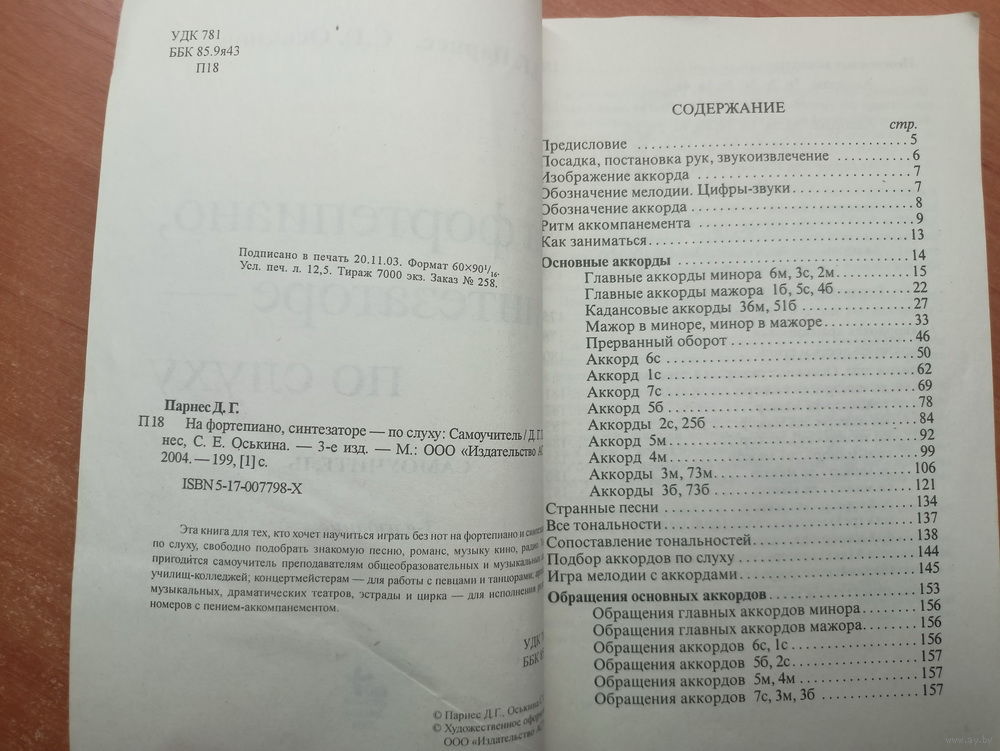 УДК 781
ББК 85.9я43
П18
Подписано в печать 20.11.03. Формат 60×90¹/₁₆.
Усл. печ. л. 12,5. Тираж 7000 экз. Заказ № 258.
Парнес Д. Г.
П18 На фортепиано, синтезаторе — по слуху: Самоучитель / Д. Г.
нес, С. Е. Оськина. — 3-е изд. — М.: ООО «Издательство
2004. — 199, [1] с.
ISBN 5-17-007798-X
Эта книга для тех, кто хочет научиться играть без нот на фортепиано и
по слуху, свободно подобрать знакомую песню, романс, музыку кино, радио
пригодится самоучитель преподавателям общеобразовательных и музыкальных
училищ-колледжей; концертмейстерам — для работы с певцами и танцорами;
музыкальных, драматических театров, эстрады и цирка — для исполнения
номеров с пением-аккомпанементом.
УДК
ББК
© Парнес Д.Г., Оськина
© Художественное
ООО «Издательство
СОДЕРЖАНИЕ
стр.
Предисловие 5
Посадка, постановка рук, звукоизвлечение 6
Изображение аккорда 7
Обозначение мелодии. Цифры-звуки 7
Обозначение аккорда 8
Ритм аккомпанемента 9
Как заниматься 13
Основные аккорды 14
Главные аккорды минора 6м, 3с, 2м 15
Главные аккорды мажора 1б, 5с, 4б 22
Кадансовые аккорды 36м, 51б 27
Мажор в миноре, минор в мажоре 33
Прерванный оборот 46
Аккорд 6с 50
Аккорд 1с 62
Аккорд 7с 69
Аккорд 5б 78
Аккорды 2с, 25б 84
Аккорд 5м 92
Аккорд 4м 99
Аккорды 3м, 73м 106
Аккорды 3б, 73б 121
Странные песни 134
Все тональности 137
Сопоставление тональностей 138
Подбор аккордов по слуху 144
Игра мелодии с аккордами 145
Обращения основных аккордов 153
Обращения главных аккордов минора 156
Обращения главных аккордов мажора 156
Обращения аккордов 6с, 1с 156
Обращения аккордов 5б, 2с 157
Обращения аккордов 5м, 4м 157
Обращения аккордов 7с, 3м, 3б 157
www.ay.by